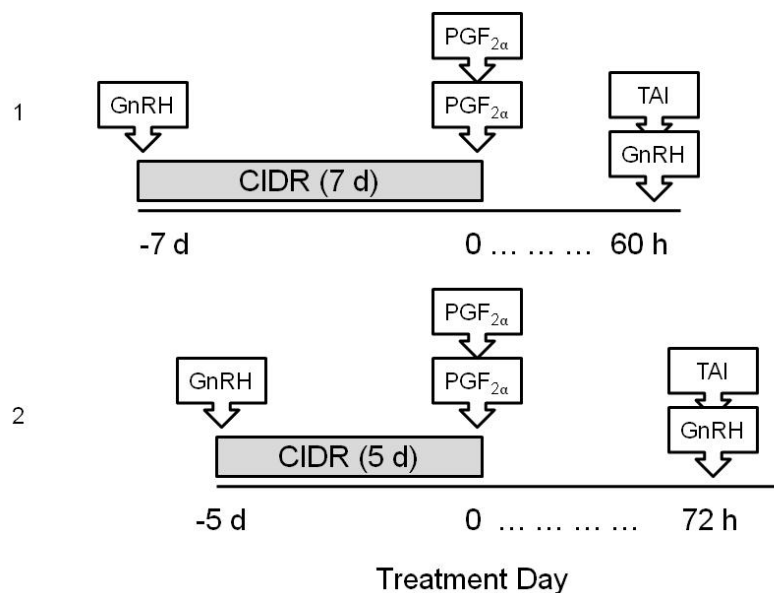 PGF2α
1 GnRH PGF2α TAI
GnRH
CIDR (7 d)
-7 d 0 ... ... ... 60 h
PGF2α
2 GnRH PGF2α TAI
GnRH
CIDR (5 d)
-5 d 0 ... ... ... ... 72 h
Treatment Day